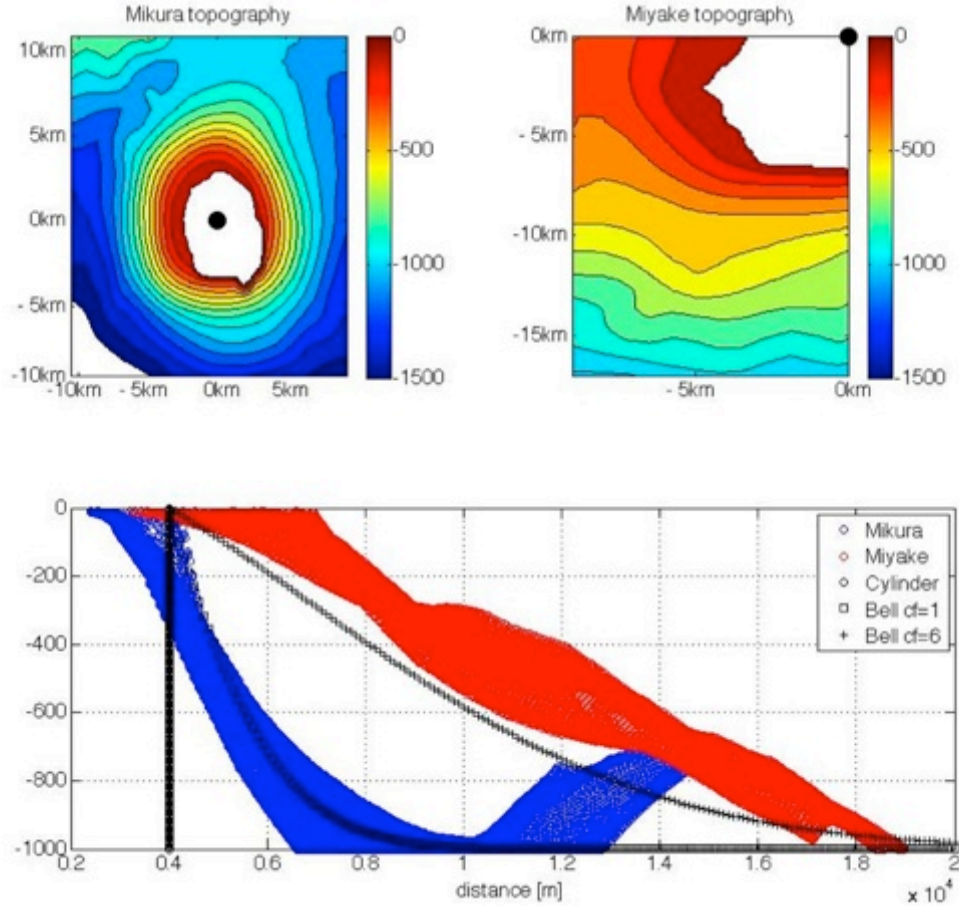 Mikura topography
10km
5km
0km
- 5km
-10km
-10km - 5km 0km 5km
0
-500
-1000
-1500
Miyake topography
0km
- 5km
-10km
-15km
-5km 0km
0
-500
-1000
-1500
0
-200
-400
-600
-800
-1000
0.2 0.4 0.6 0.8 1 1.2 1.4 1.6 1.8 2
distance [m]
x 10^4
Mikura
Miyake
Cylinder
Bell cf=1
Bell cf=6